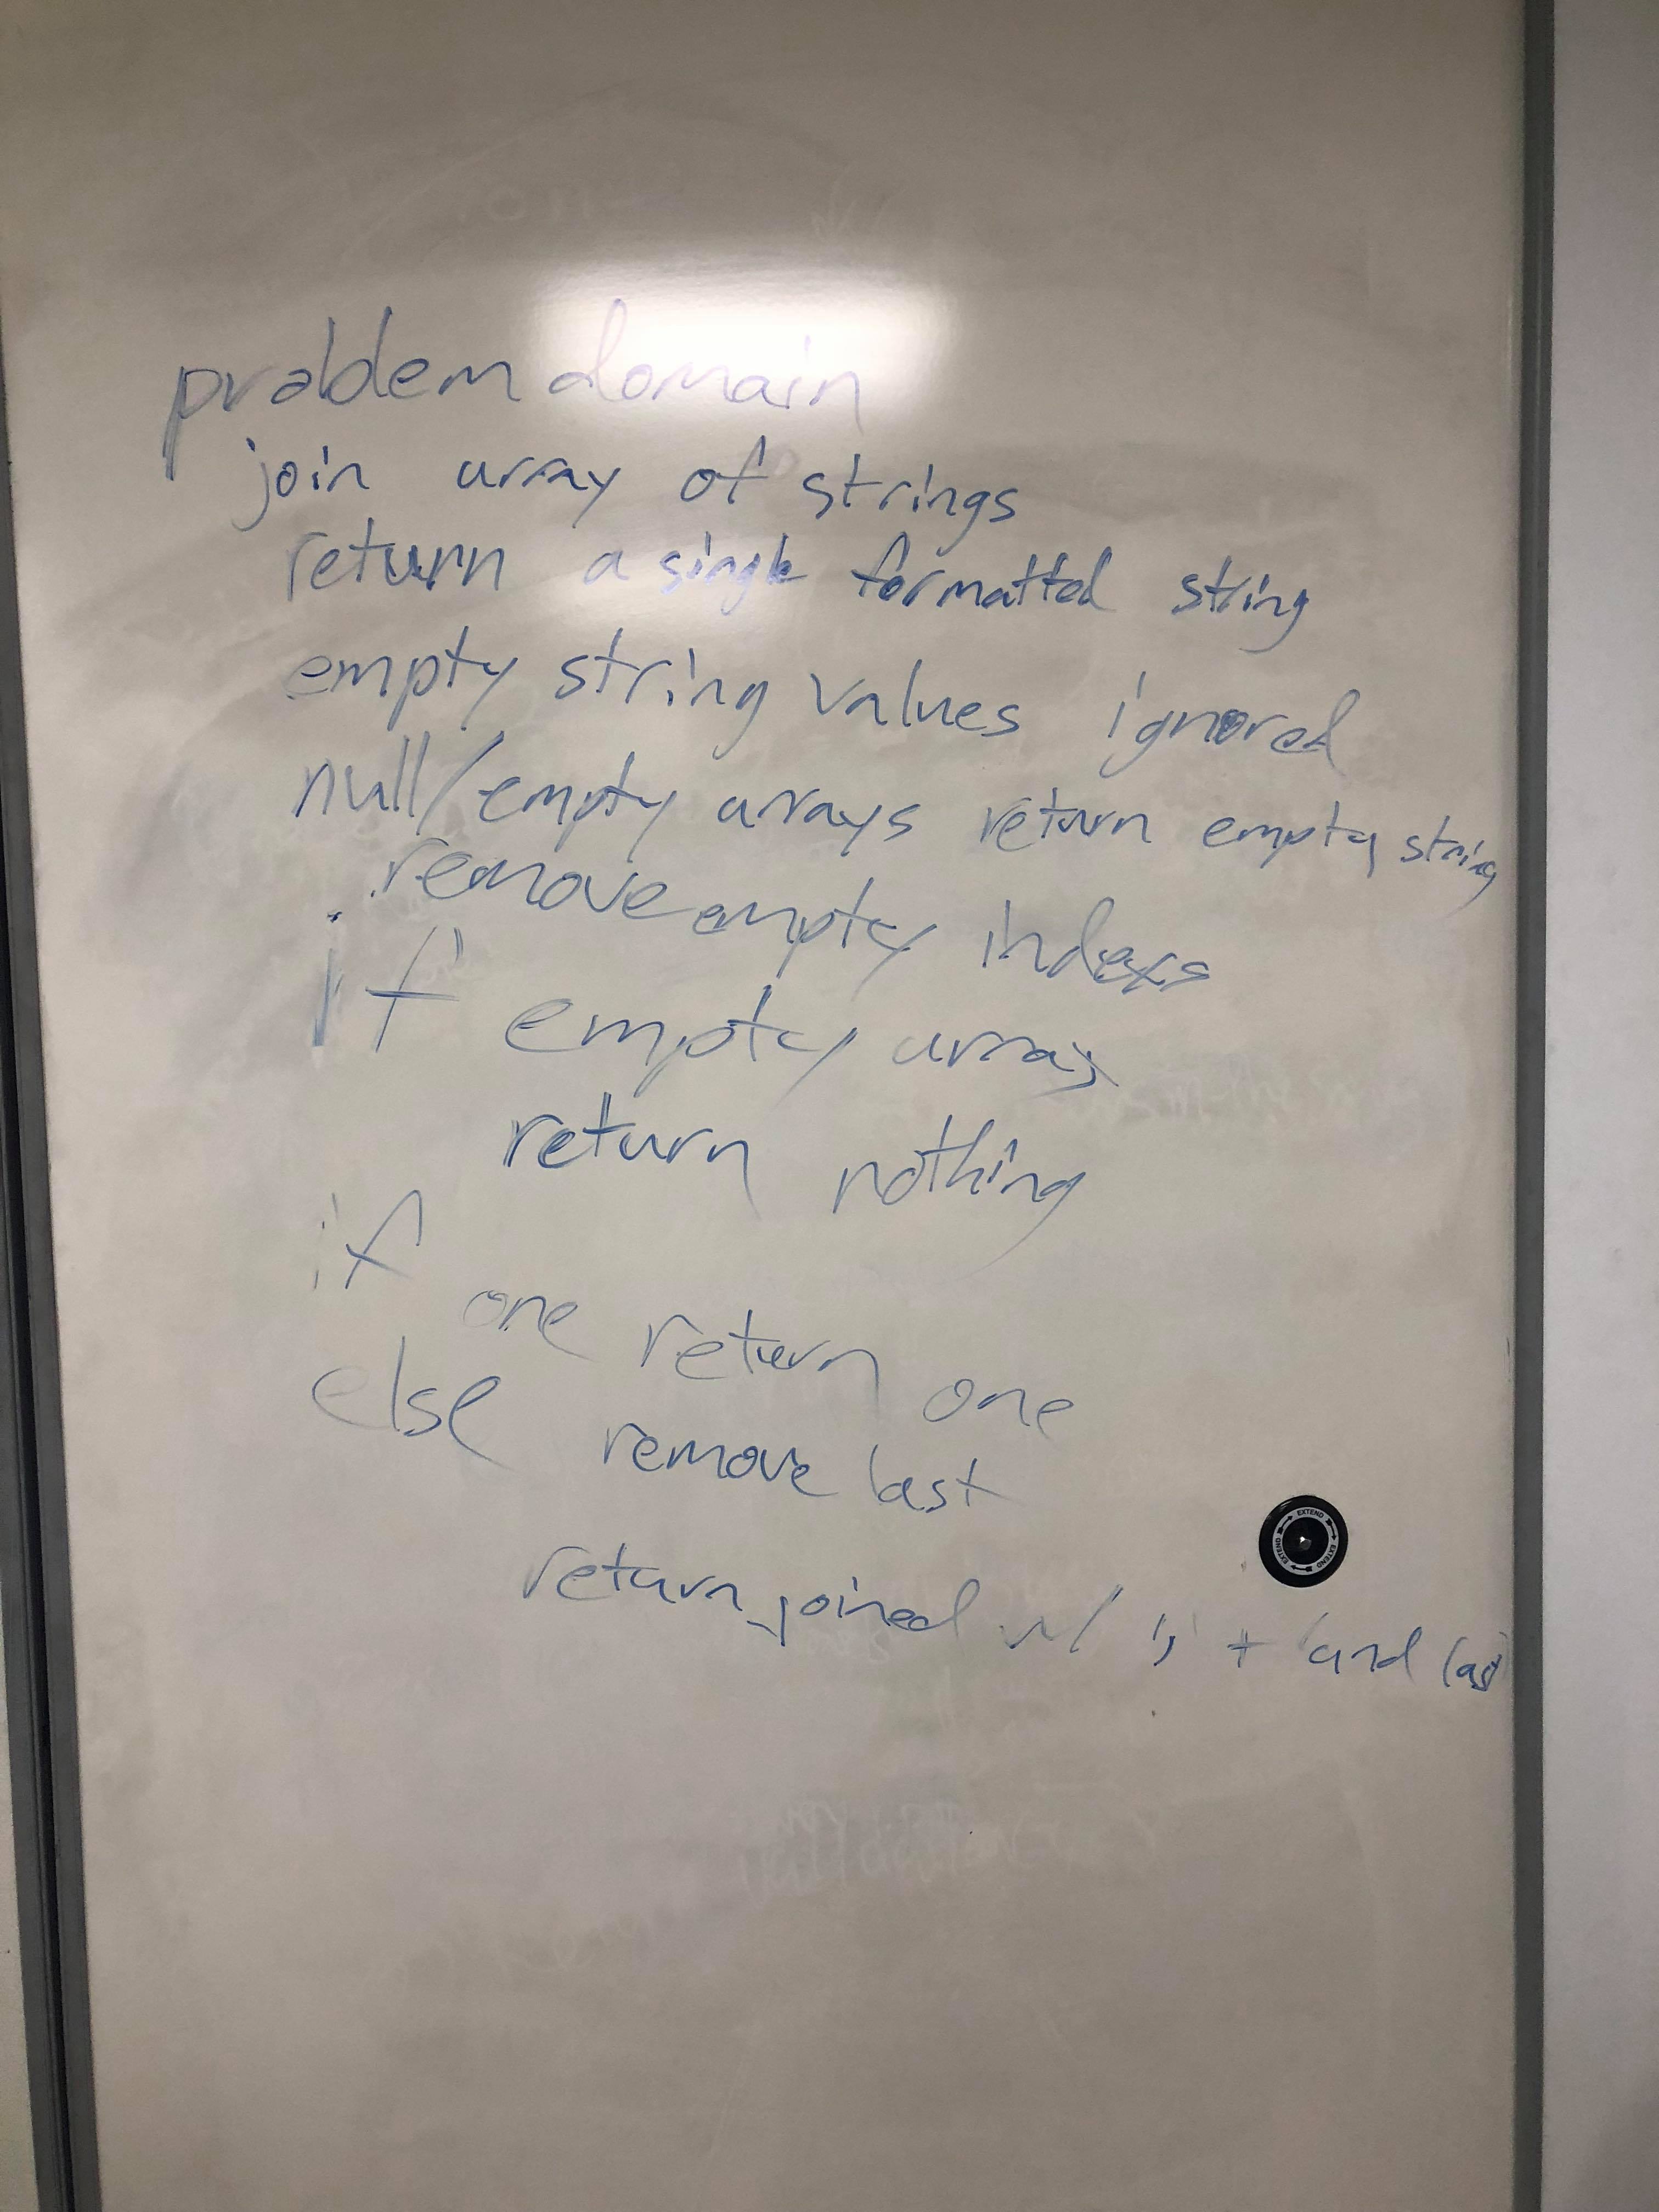 problem domain
join array of strings
return a single formatted string
empty string values ignored
null/empty arrays return empty string
remove empty indexs
if empty array
return nothing
if
one return one
else remove last
return joined w/ ',' + 'and last
EXTEND EXTEND EXTEND EXTEND